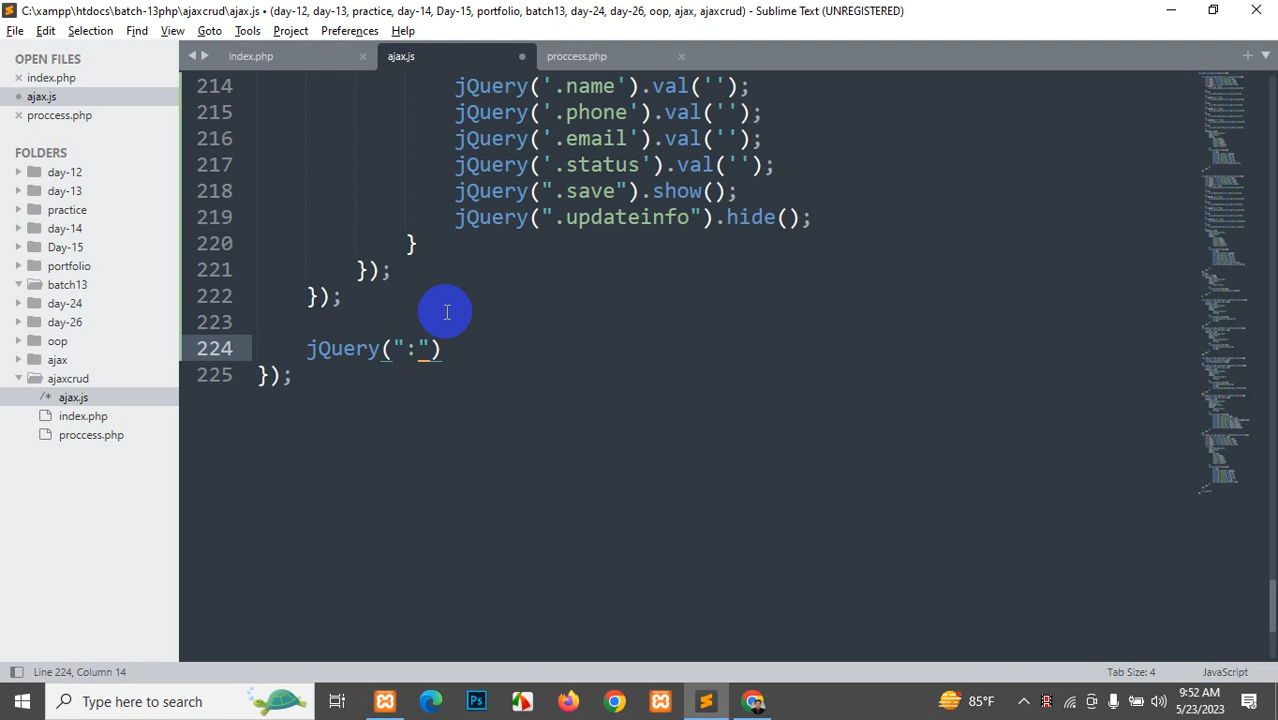 C:\xampp\htdocs\batch-13php\ajaxcrud\ajax.js • (day-12, day-13, practice, day-14, Day-15, portfolio, batch13, day-24, day-26, oop, ajax, ajaxcrud) - Sublime Text (UNREGISTERED)
File Edit Selection Find View Goto Tools Project Preferences Help
OPEN FILES
index.php
ajax.js
proccess.php
FOLDERS
day-12
day-13
practice
day-14
Day-15
portfolio
batch13
day-24
day-26
oop
ajax
ajaxcrud
/* ajax.js
index.php
proccess.php
index.php ajax.js proccess.php
214 jQuery('.name').val('');
215 jQuery('.phone').val('');
216 jQuery('.email').val('');
217 jQuery('.status').val('');
218 jQuery(".save").show();
219 jQuery(".updateinfo").hide();
220 }
221 });
222 });
223
224 jQuery(":")
225 });
Line 224, Column 14 Tab Size: 4 JavaScript
Type here to search
Ps
85°F
9:52 AM
5/23/2023